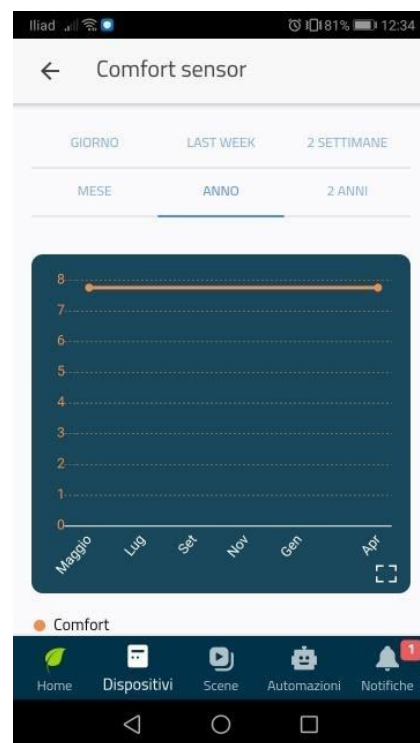 Iliad 81% 12:34
Comfort sensor
GIORNO LAST WEEK 2 SETTIMANE
MESE ANNO 2 ANNI
8
7
6
5
4
3
2
1
0
Maggio Lug Set Nov Gen Apr
Comfort
1
Home Dispositivi Scene Automazioni Notifiche